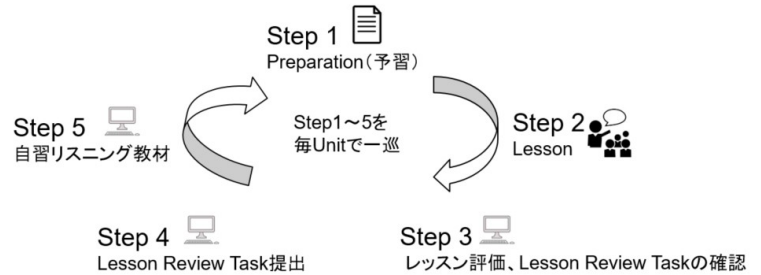 Step 1
Preparation(予習)
Step1～5を
毎Unitで一巡
Step 2
Lesson
Step 3
レッスン評価、Lesson Review Taskの確認
Step 4
Lesson Review Task提出
Step 5
自習リスニング教材